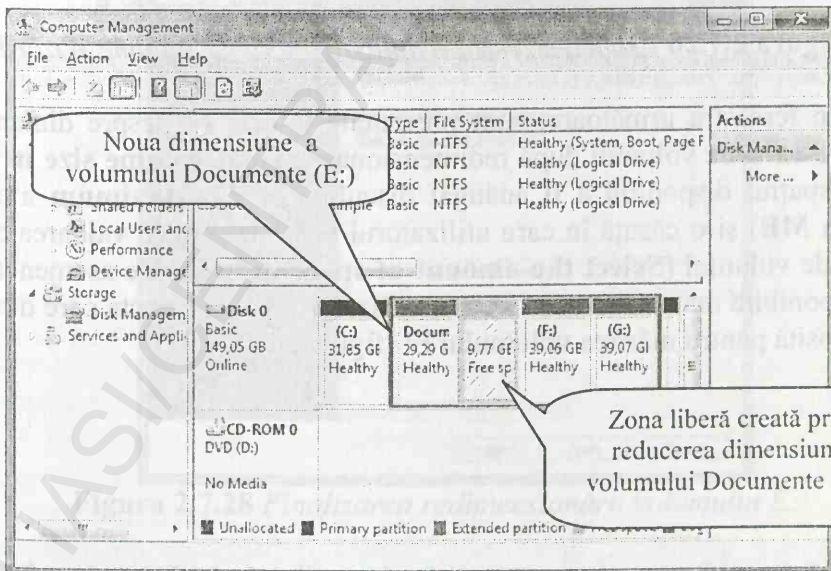 Computer Management
File Action View Help
Type File System Status
Basic NTFS Healthy (System, Boot, Page F
Basic NTFS Healthy (Logical Drive)
Basic NTFS Healthy (Logical Drive)
Basic NTFS Healthy (Logical Drive)
Actions
Disk Mana...
More ...
Noua dimensiune a
volumului Documente (E:)
Local Users and
Performance
Device Manage
Storage
Disk Managem
Services and Appli
Disk 0
Basic
149,05 GB
Online
(C:)
31,85 GB
Healthy
Docum
29,29 G
Healthy
9,77 GB
Free sp
(F:)
39,06 GB
Healthy
(G:)
39,07 GI
Healthy
CD-ROM 0
DVD (D:)
No Media
Zona liberă creată pr
reducerea dimensiun
volumului Documente
Unallocated Primary partition Extended partition
IASI/CENTRAL